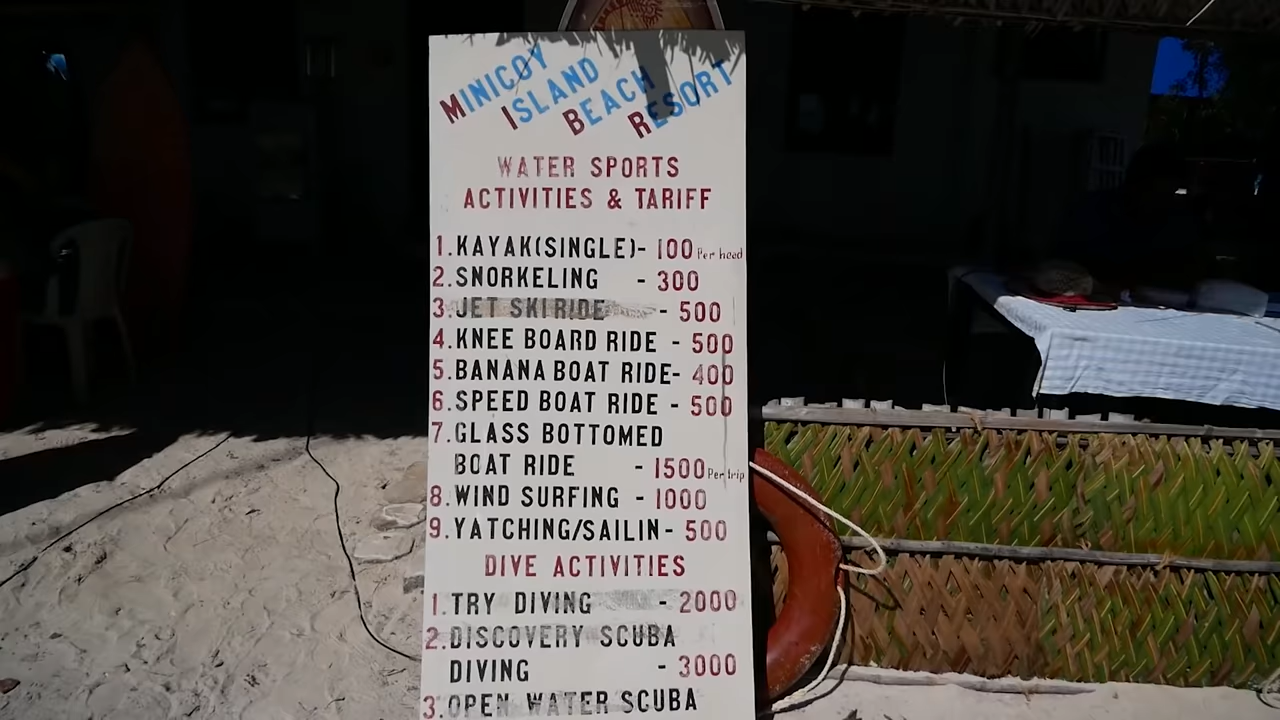 MINICOY
ISLAND
BEACH
RESORT
WATER SPORTS
ACTIVITIES & TARIFF
1.KAYAK(SINGLE)- 100 Per head
2.SNORKELING - 300
3.JET SKI RIDE - 500
4.KNEE BOARD RIDE - 500
5.BANANA BOAT RIDE- 400
6.SPEED BOAT RIDE - 500
7.GLASS BOTTOMED
BOAT RIDE - 1500 Per trip
8.WIND SURFING - 1000
9.YATCHING/SAILIN- 500
DIVE ACTIVITIES
1.TRY DIVING - 2000
2.DISCOVERY SCUBA
DIVING - 3000
3.OPEN WATER SCUBA